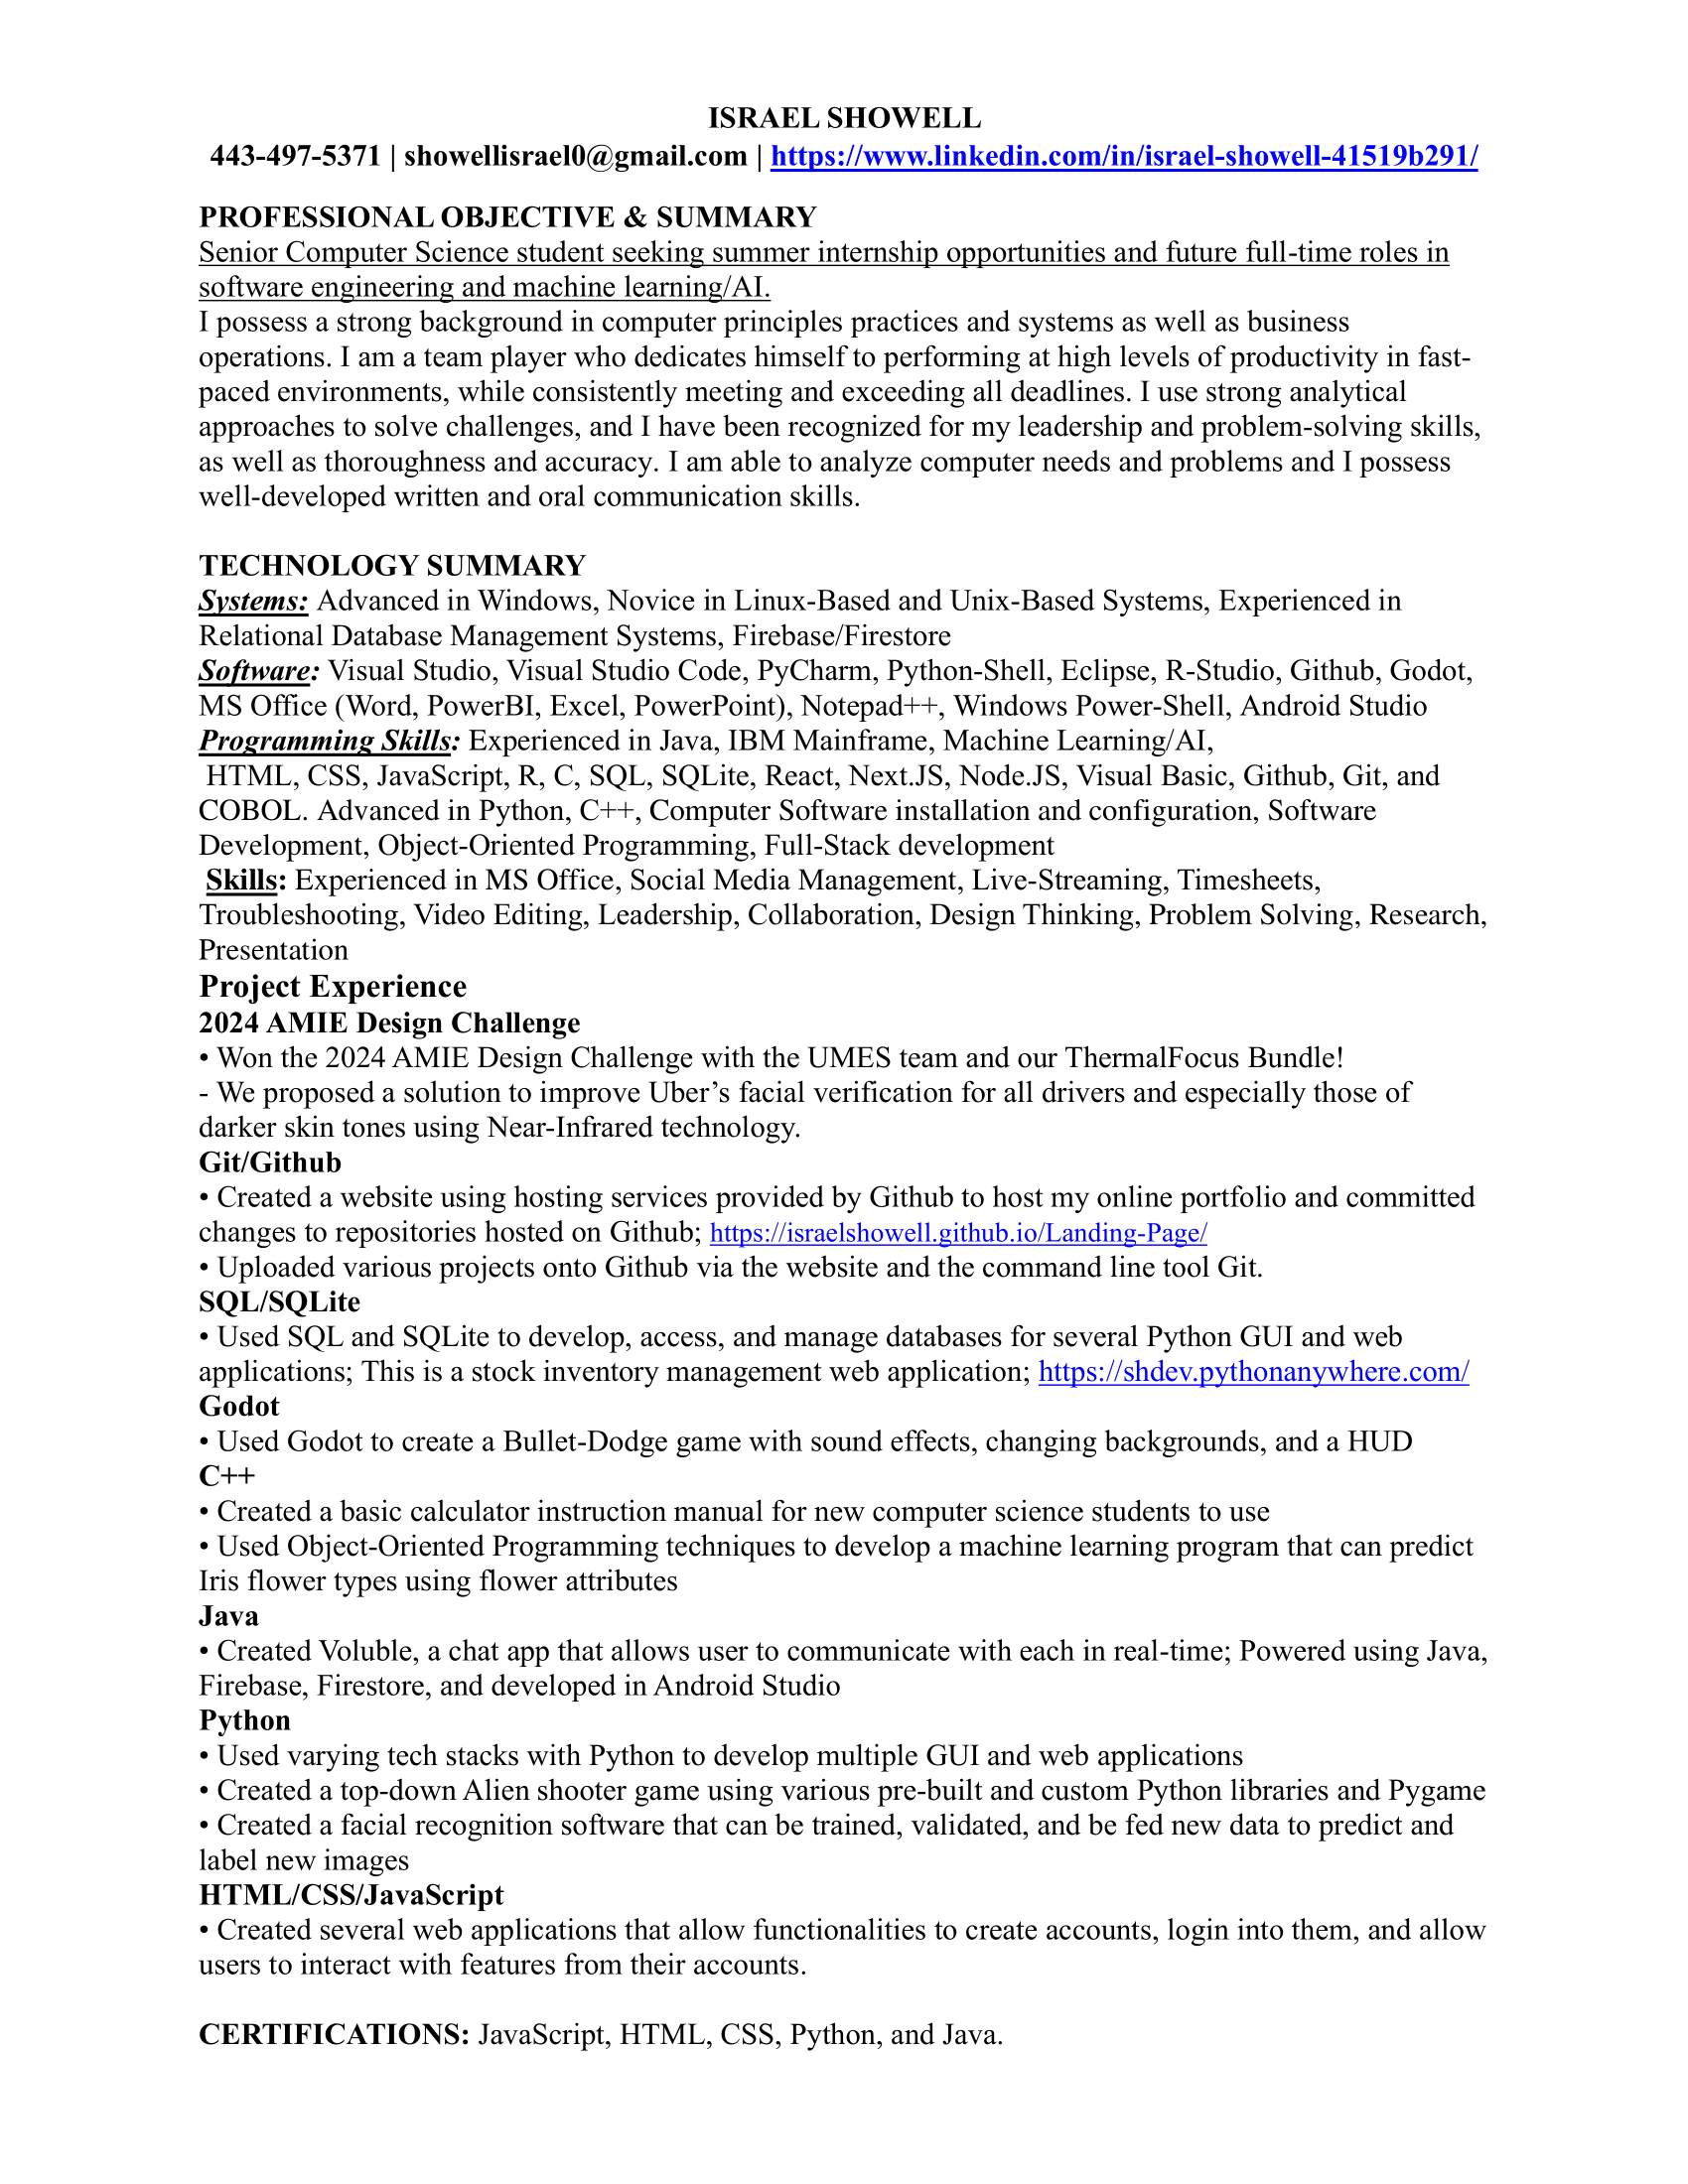 ISRAEL SHOWELL
443-497-5371 | showellisrael0@gmail.com | https://www.linkedin.com/in/israel-showell-41519b291/
PROFESSIONAL OBJECTIVE & SUMMARY
Senior Computer Science student seeking summer internship opportunities and future full-time roles in
software engineering and machine learning/AI.
I possess a strong background in computer principles practices and systems as well as business
operations. I am a team player who dedicates himself to performing at high levels of productivity in fast-
paced environments, while consistently meeting and exceeding all deadlines. I use strong analytical
approaches to solve challenges, and I have been recognized for my leadership and problem-solving skills,
as well as thoroughness and accuracy. I am able to analyze computer needs and problems and I possess
well-developed written and oral communication skills.
TECHNOLOGY SUMMARY
Systems: Advanced in Windows, Novice in Linux-Based and Unix-Based Systems, Experienced in
Relational Database Management Systems, Firebase/Firestore
Software: Visual Studio, Visual Studio Code, PyCharm, Python-Shell, Eclipse, R-Studio, Github, Godot,
MS Office (Word, PowerBI, Excel, PowerPoint), Notepad++, Windows Power-Shell, Android Studio
Programming Skills: Experienced in Java, IBM Mainframe, Machine Learning/AI,
HTML, CSS, JavaScript, R, C, SQL, SQLite, React, Next.JS, Node.JS, Visual Basic, Github, Git, and
COBOL. Advanced in Python, C++, Computer Software installation and configuration, Software
Development, Object-Oriented Programming, Full-Stack development
Skills: Experienced in MS Office, Social Media Management, Live-Streaming, Timesheets,
Troubleshooting, Video Editing, Leadership, Collaboration, Design Thinking, Problem Solving, Research,
Presentation
Project Experience
2024 AMIE Design Challenge
• Won the 2024 AMIE Design Challenge with the UMES team and our ThermalFocus Bundle!
- We proposed a solution to improve Uber’s facial verification for all drivers and especially those of
darker skin tones using Near-Infrared technology.
Git/Github
• Created a website using hosting services provided by Github to host my online portfolio and committed
changes to repositories hosted on Github; https://israelshowell.github.io/Landing-Page/
• Uploaded various projects onto Github via the website and the command line tool Git.
SQL/SQLite
• Used SQL and SQLite to develop, access, and manage databases for several Python GUI and web
applications; This is a stock inventory management web application; https://shdev.pythonanywhere.com/
Godot
• Used Godot to create a Bullet-Dodge game with sound effects, changing backgrounds, and a HUD
C++
• Created a basic calculator instruction manual for new computer science students to use
• Used Object-Oriented Programming techniques to develop a machine learning program that can predict
Iris flower types using flower attributes
Java
• Created Voluble, a chat app that allows user to communicate with each in real-time; Powered using Java,
Firebase, Firestore, and developed in Android Studio
Python
• Used varying tech stacks with Python to develop multiple GUI and web applications
• Created a top-down Alien shooter game using various pre-built and custom Python libraries and Pygame
• Created a facial recognition software that can be trained, validated, and be fed new data to predict and
label new images
HTML/CSS/JavaScript
• Created several web applications that allow functionalities to create accounts, login into them, and allow
users to interact with features from their accounts.
CERTIFICATIONS: JavaScript, HTML, CSS, Python, and Java.